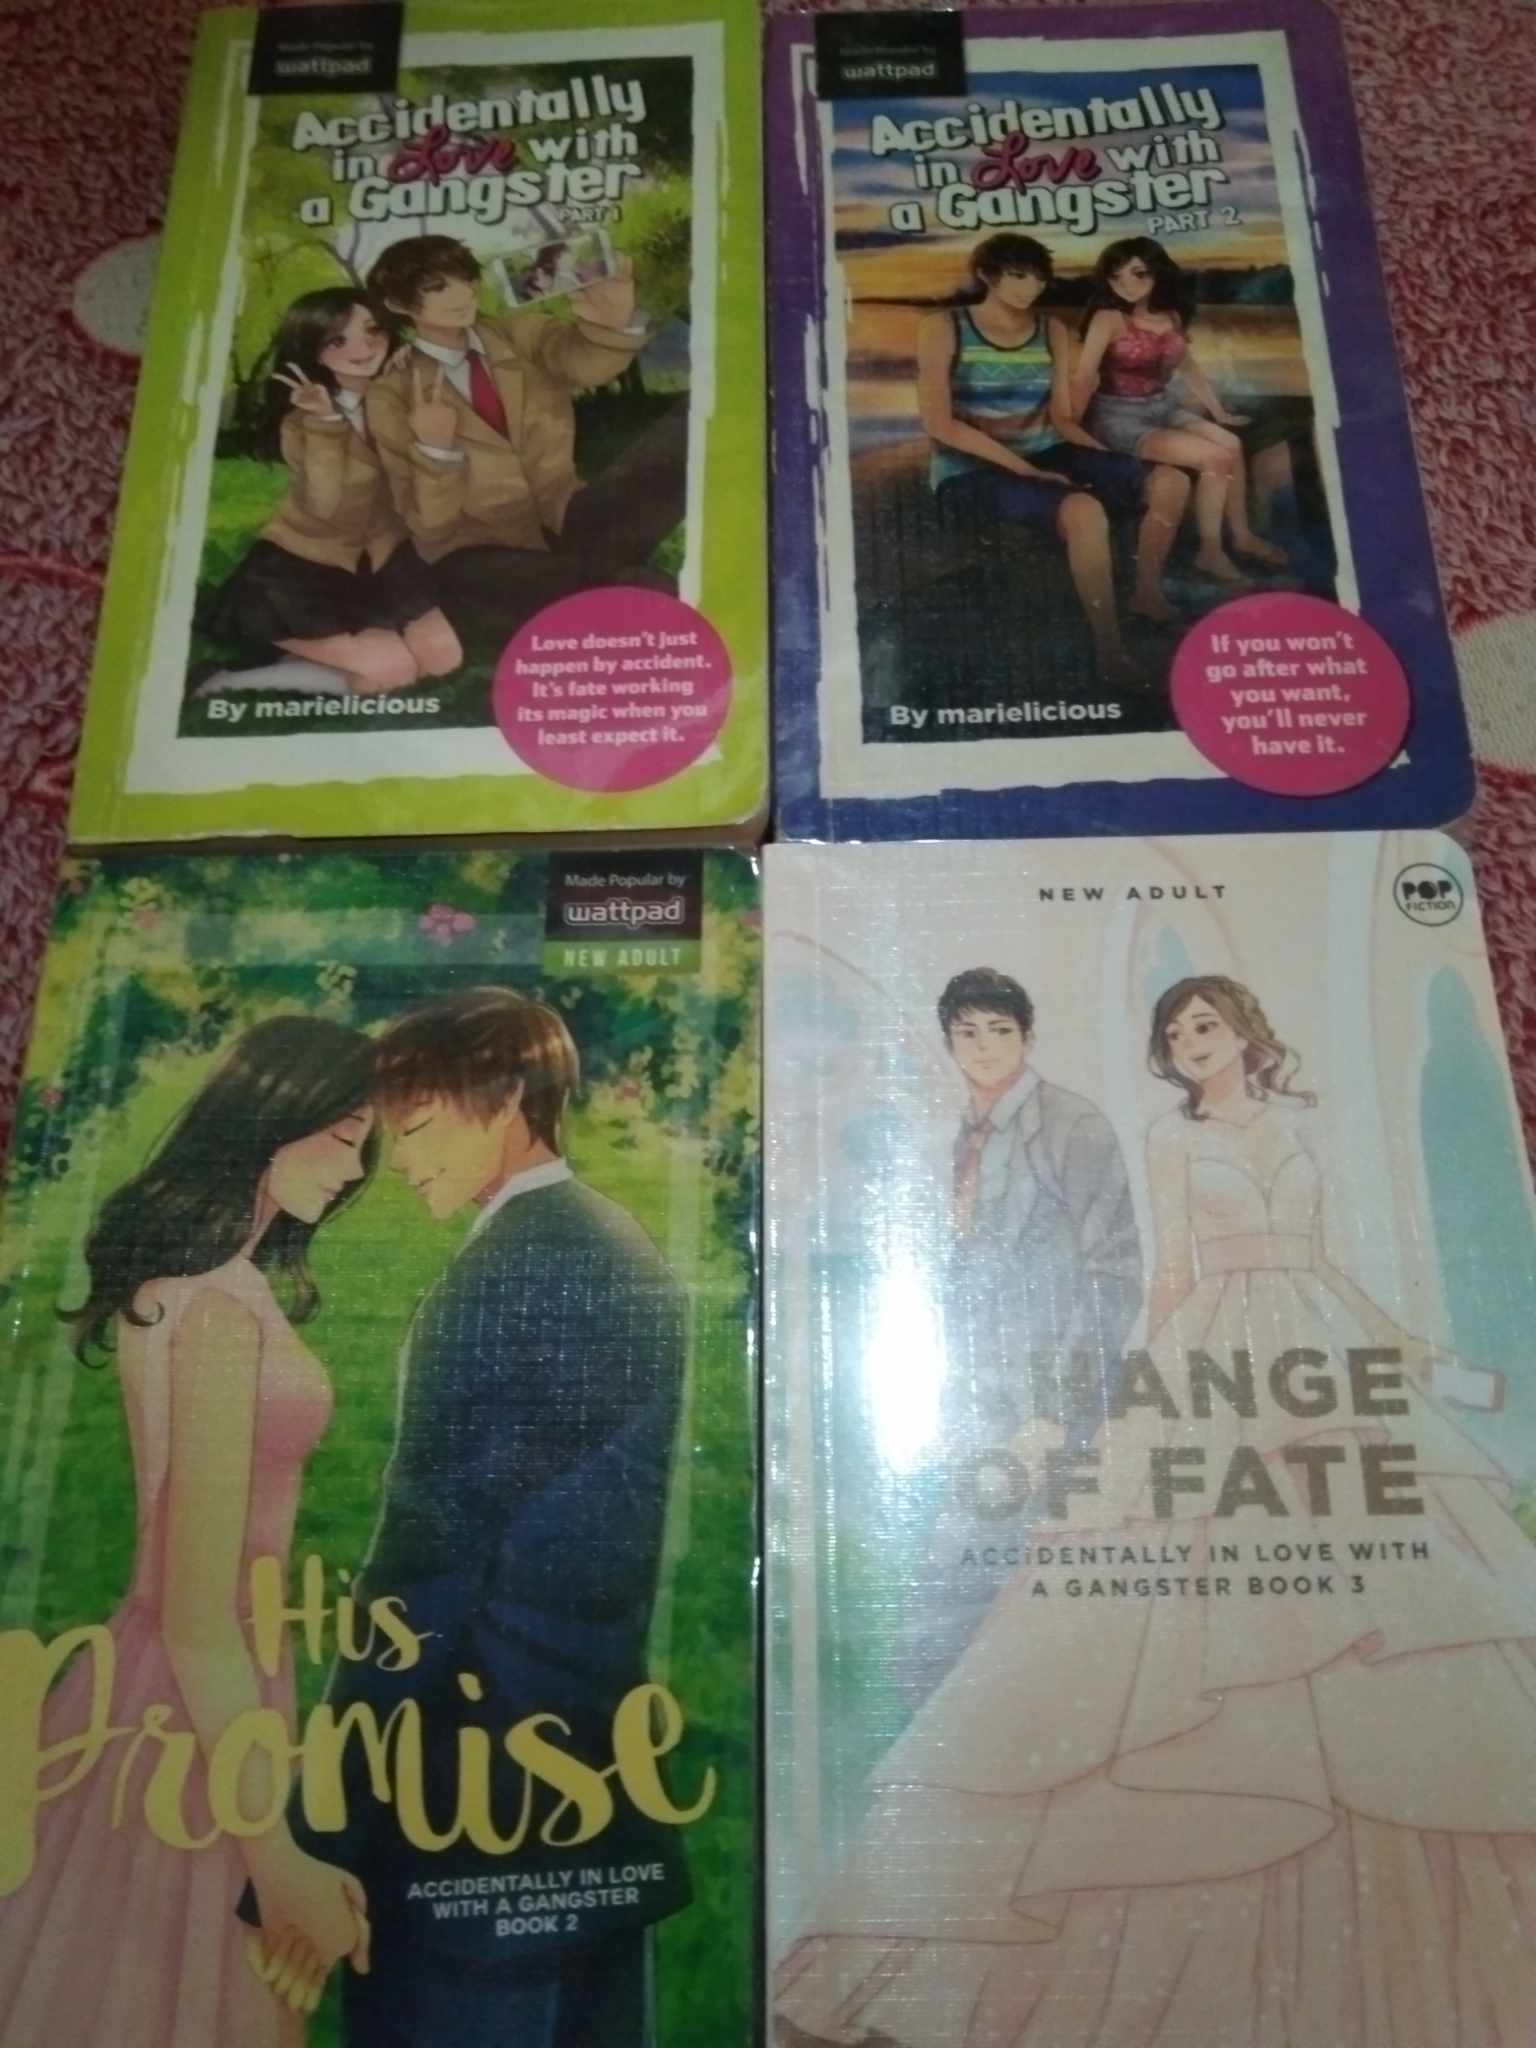 Made Popular by
wattpad
Accidentally
in Love with
a Gangster
PART 1
By marielicious
Love doesn't just
happen by accident.
It's fate working
its magic when you
least expect it.
Made Popular by
wattpad
Accidentally
in Love with
a Gangster
PART 2
By marielicious
If you won't
go after what
you want,
you'll never
have it.
Made Popular by
wattpad
NEW ADULT
His
Promise
ACCIDENTALLY IN LOVE
WITH A GANGSTER
BOOK 2
NEW ADULT
POP
FICTION
CHANGE
OF FATE
ACCIDENTALLY IN LOVE WITH
A GANGSTER BOOK 3